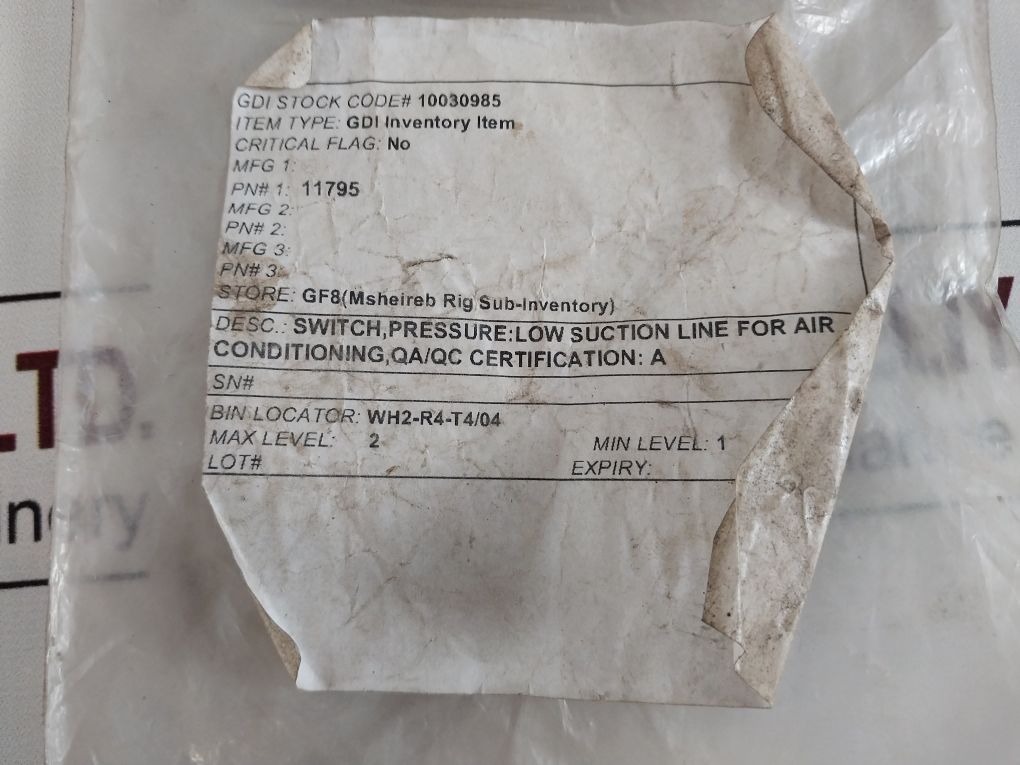 GDI STOCK CODE# 10030985
ITEM TYPE: GDI Inventory Item
CRITICAL FLAG: No
MFG 1:
PN# 1: 11795
MFG 2:
PN# 2:
MFG 3:
PN# 3:
STORE: GF8(Msheireb Rig Sub-Inventory)
DESC.: SWITCH,PRESSURE:LOW SUCTION LINE FOR AIR
CONDITIONING,QA/QC CERTIFICATION: A
SN#
BIN LOCATOR: WH2-R4-T4/04
MAX LEVEL: 2 MIN LEVEL: 1
LOT# EXPIRY:
LTD.